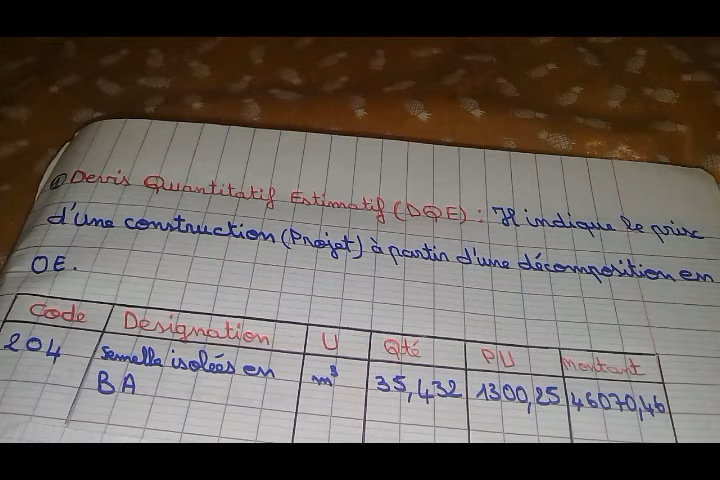 ① Devis Quantitatif Estimatif (DQE) : Il indique le prix
d'une construction (Projet) à partir d'une décomposition en
OE.
Code Désignation U Qté PU Montant
204 semelle isolées en m³ 35,432 1300,25 46070,46
BA